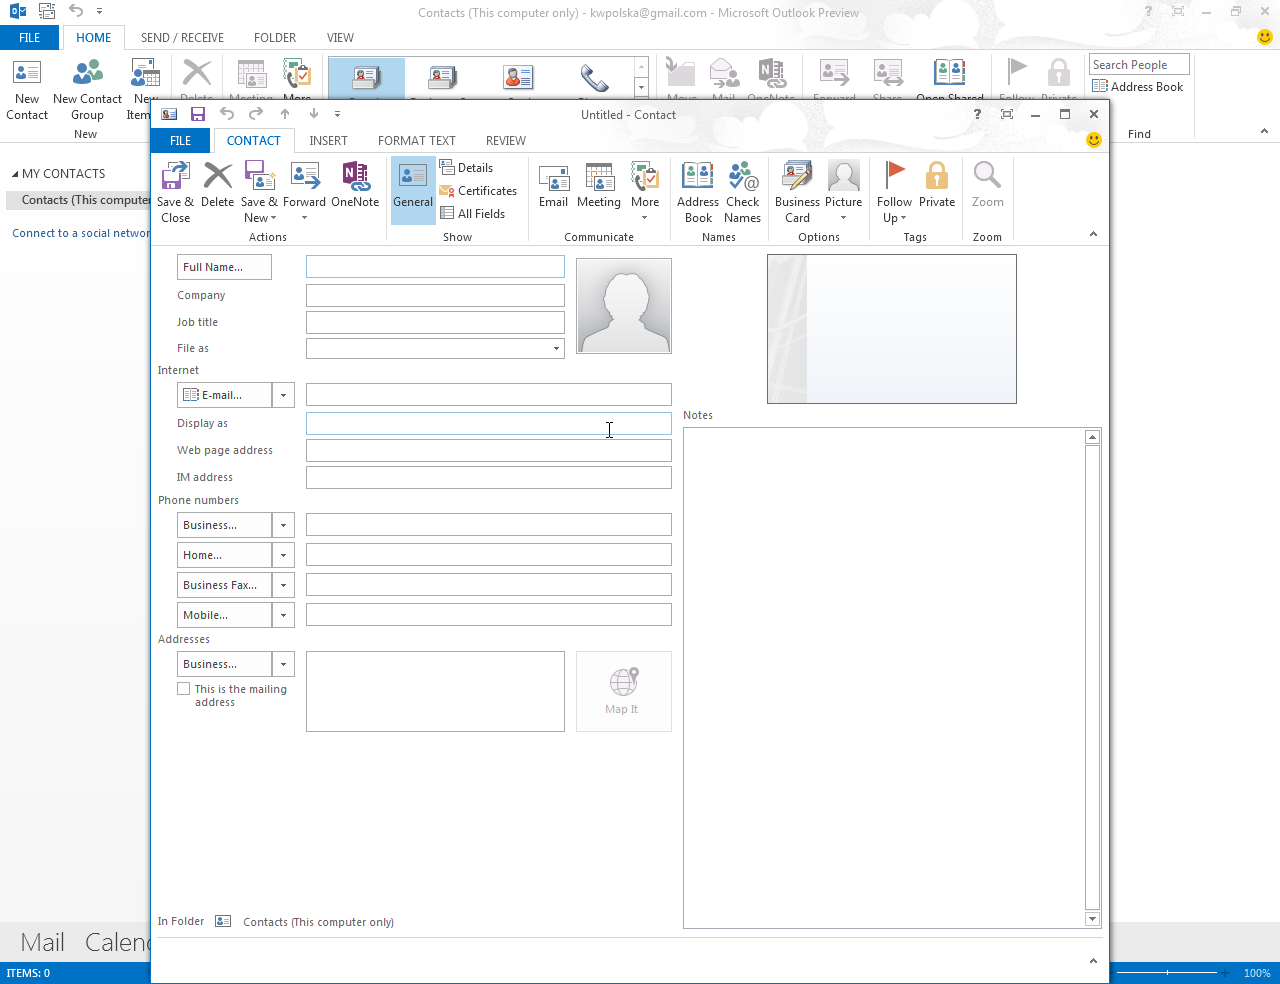 Contacts (This computer only) - kwpolska@gmail.com - Microsoft Outlook Preview
FILE HOME SEND / RECEIVE FOLDER VIEW
New Contact
New Contact Group
New
Delete
More
Search People
Address Book
New
Find
MY CONTACTS
Contacts (This computer
Connect to a social networ
Untitled - Contact
FILE CONTACT INSERT FORMAT TEXT REVIEW
Save & Close
Delete
Save & New
Forward
OneNote
Actions
General
Details
Certificates
All Fields
Show
Email
Meeting
More
Communicate
Address Book
Check Names
Names
Business Card
Picture
Options
Follow Up
Private
Tags
Zoom
Zoom
Full Name...
Company
Job title
File as
Internet
E-mail...
Display as
Web page address
IM address
Phone numbers
Business...
Home...
Business Fax...
Mobile...
Addresses
Business...
This is the mailing
address
Map It
Notes
In Folder Contacts (This computer only)
Mail
ITEMS: 0
100%